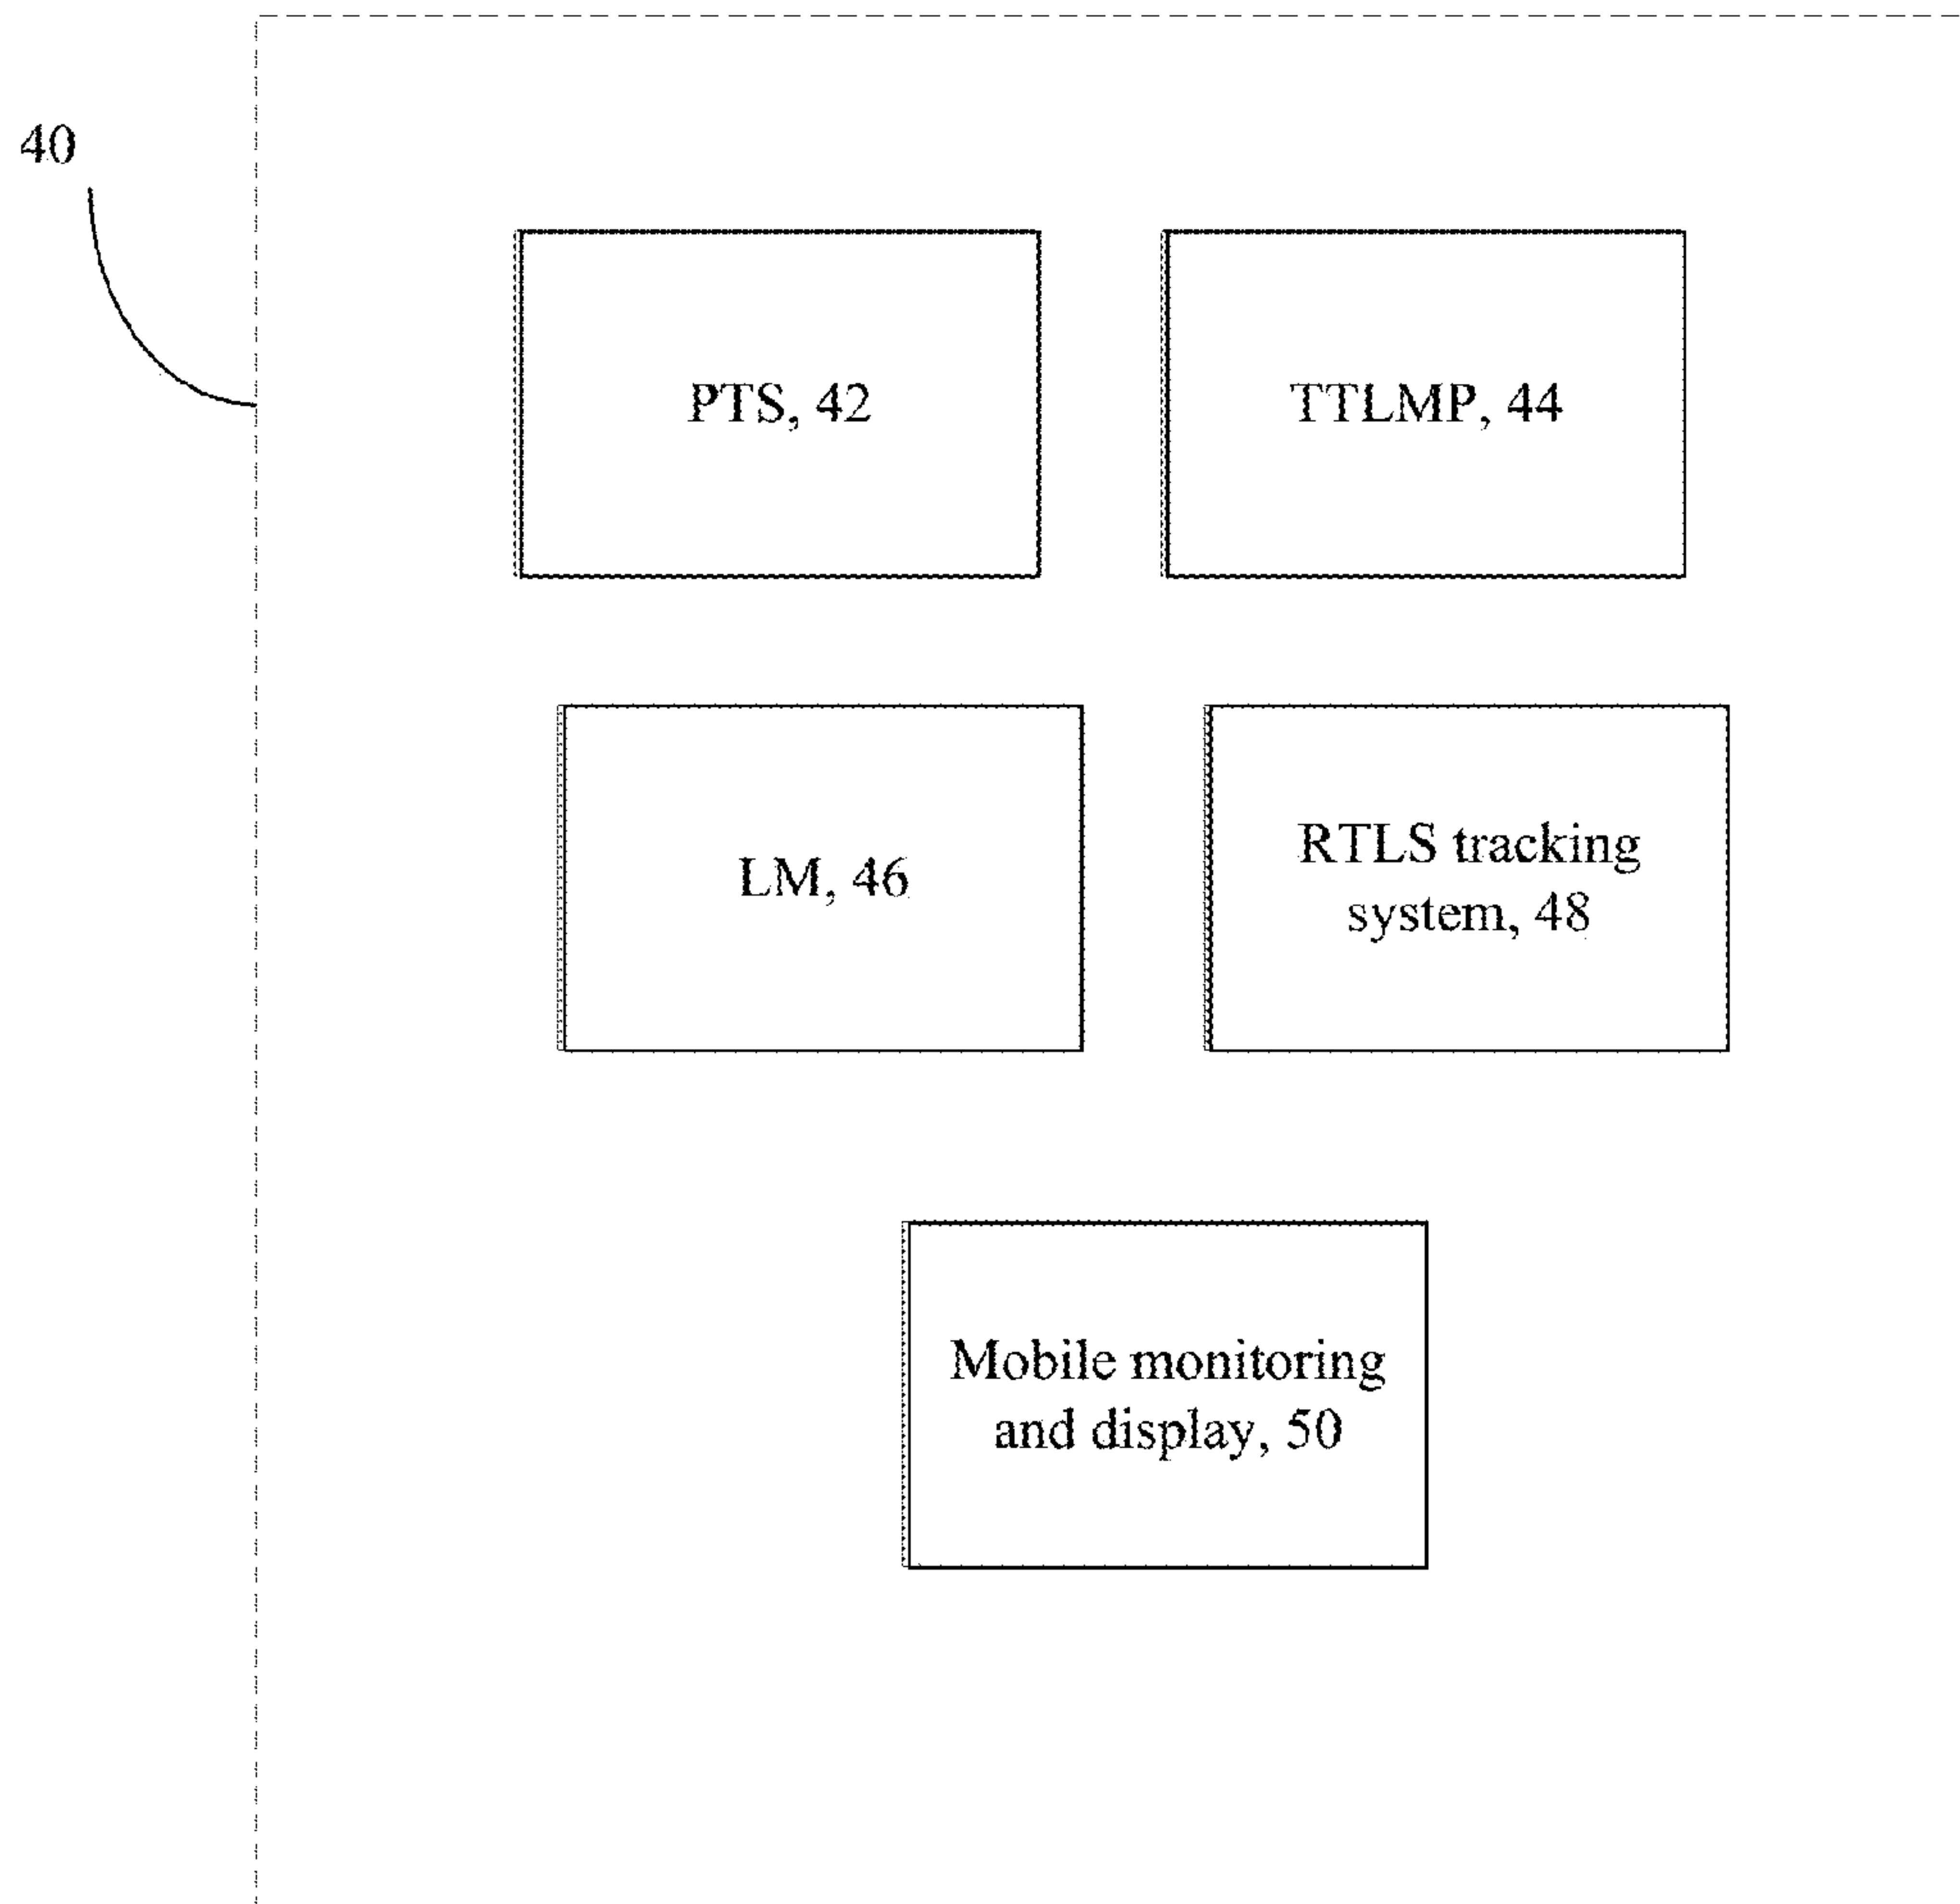 40
PTS, 42
TTLMP, 44
LM, 46
RTLS tracking
system, 48
Mobile monitoring
and display, 50